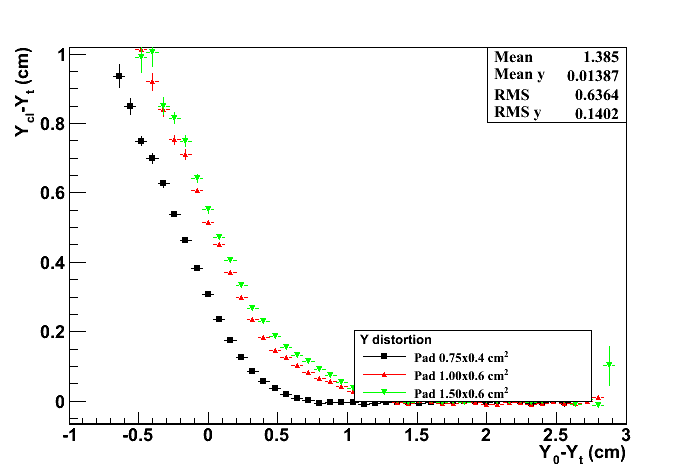 Y_cl-Y_t (cm)
1
0.8
0.6
0.4
0.2
0
Mean 1.385
Mean y 0.01387
RMS 0.6364
RMS y 0.1402
Y distortion
Pad 0.75x0.4 cm²
Pad 1.00x0.6 cm²
Pad 1.50x0.6 cm²
-1 -0.5 0 0.5 1 1.5 2 2.5 3
Y_0-Y_t (cm)